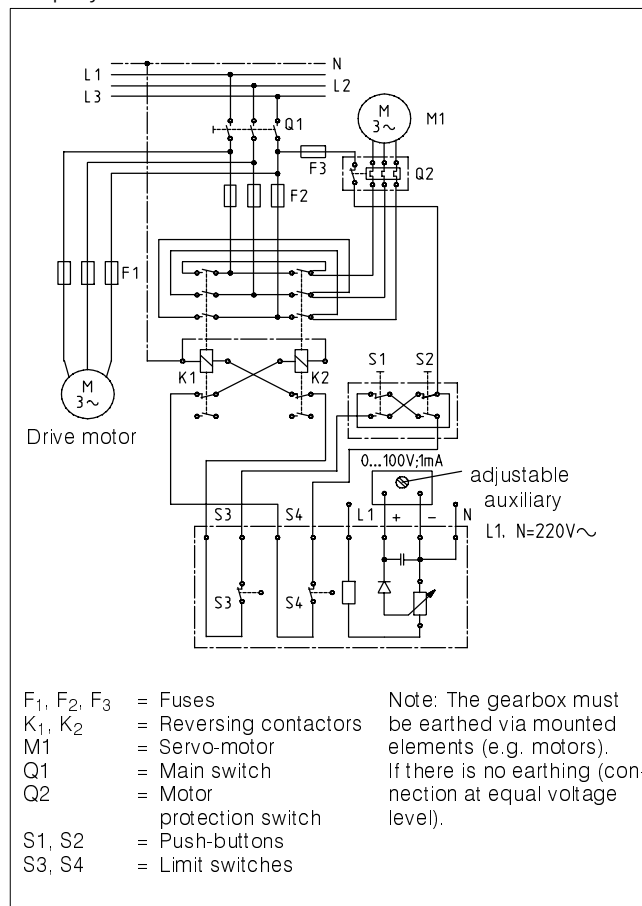 N
L1
L2
L3
Q1
M
3∼
M1
F3
Q2
F2
F1
M
3∼
Drive motor
K1
K2
S1
S2
0...100V;1mA
adjustable
auxiliary
S3
S4
L1
+
−
N
L1. N=220V∼
S3
S4
F1, F2, F3 = Fuses
K1, K2 = Reversing contactors
M1 = Servo-motor
Q1 = Main switch
Q2 = Motor
protection switch
S1, S2 = Push-buttons
S3, S4 = Limit switches
Note: The gearbox must
be earthed via mounted
elements (e.g. motors).
If there is no earthing (con-
nection at equal voltage
level).